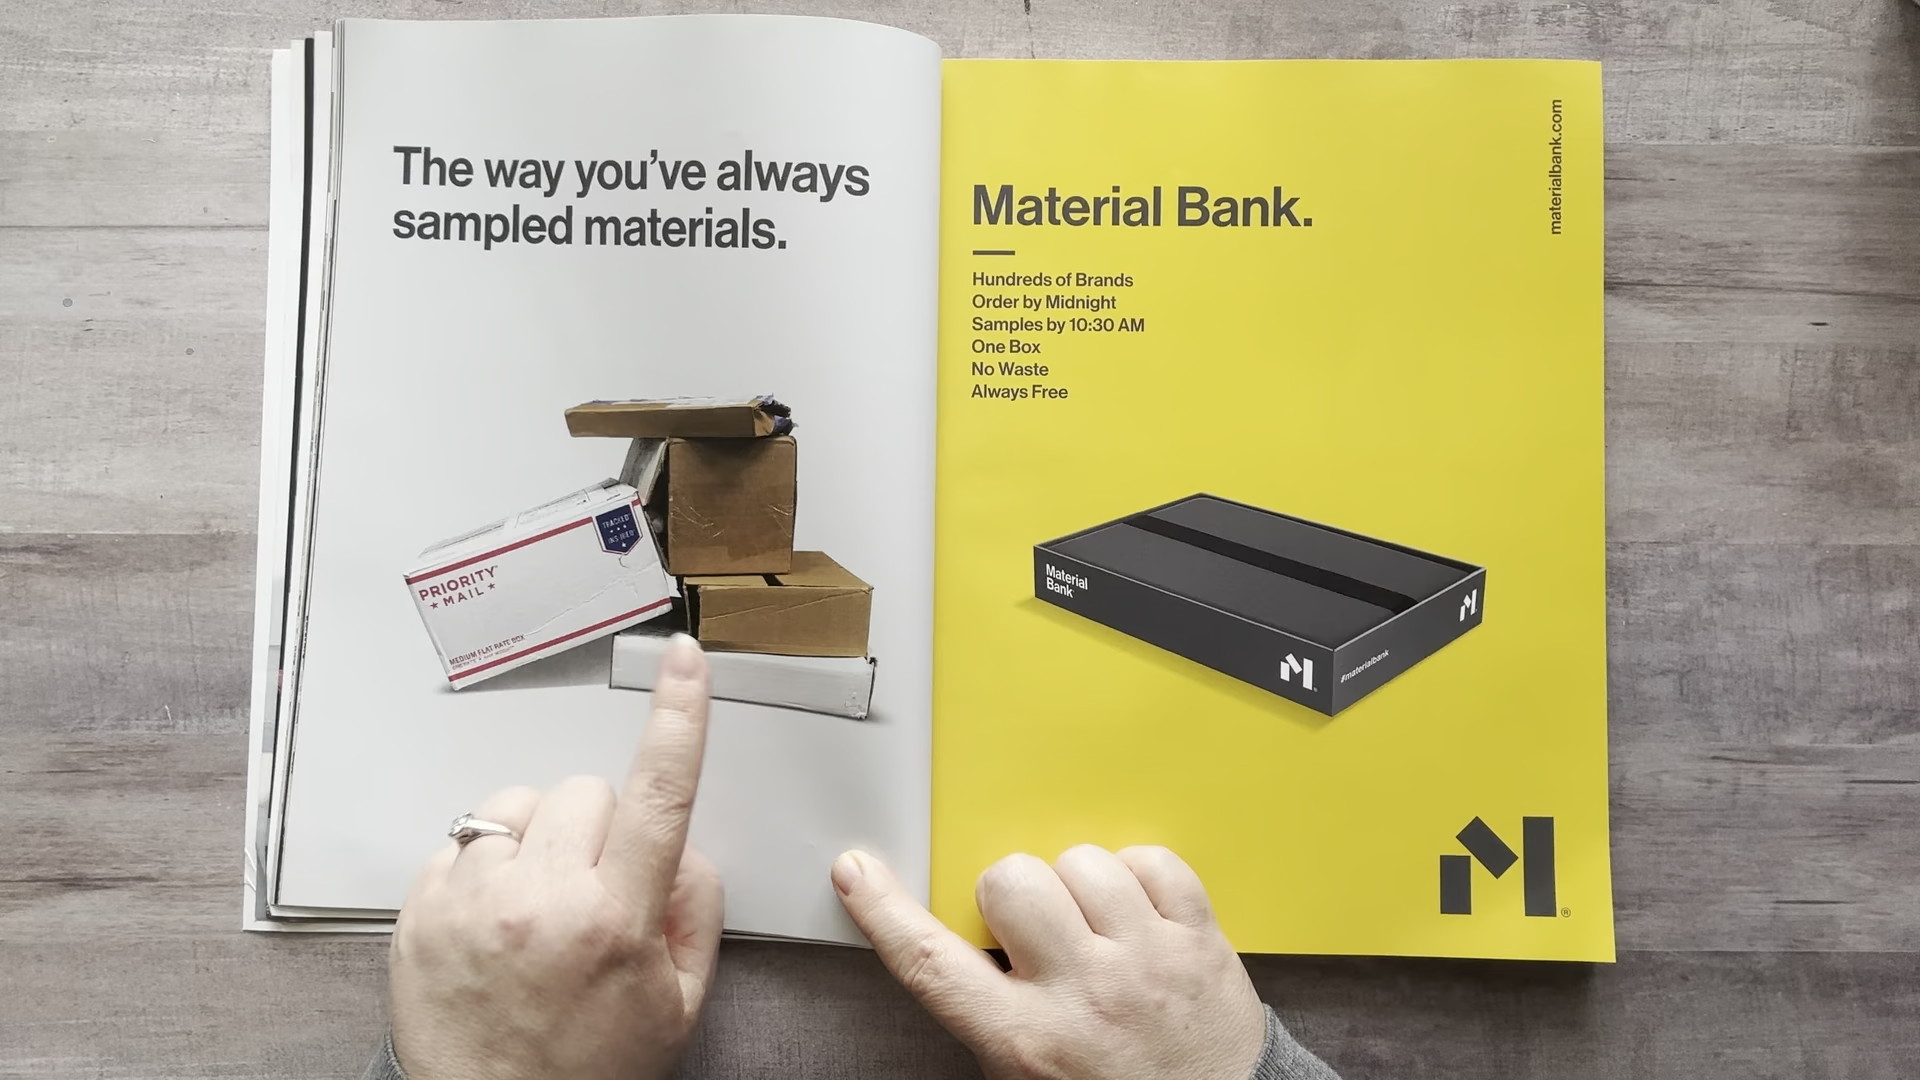 The way you've always
sampled materials.
TRACKED
INSURED
PRIORITY
MAIL
MEDIUM FLAT RATE BOX
materialbank.com
Material Bank.
Hundreds of Brands
Order by Midnight
Samples by 10:30 AM
One Box
No Waste
Always Free
Material
Bank
#materialbank
®